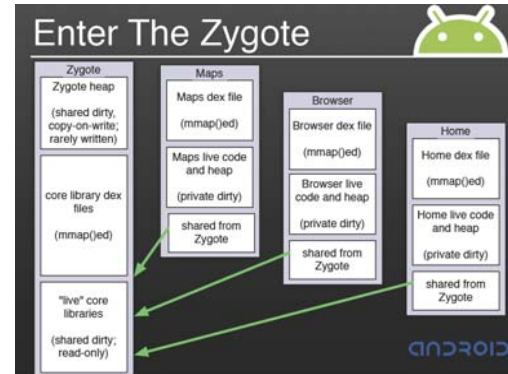 Enter The Zygote
Zygote
Zygote heap
(shared dirty,
copy-on-write;
rarely written)
core library dex
files
(mmap()ed)
"live" core
libraries
(shared dirty;
read-only)
Maps
Maps dex file
(mmap()ed)
Maps live code
and heap
(private dirty)
shared from
Zygote
Browser
Browser dex file
(mmap()ed)
Browser live
code and heap
(private dirty)
shared from
Zygote
Home
Home dex file
(mmap()ed)
Home live code
and heap
(private dirty)
shared from
Zygote
ANDROID